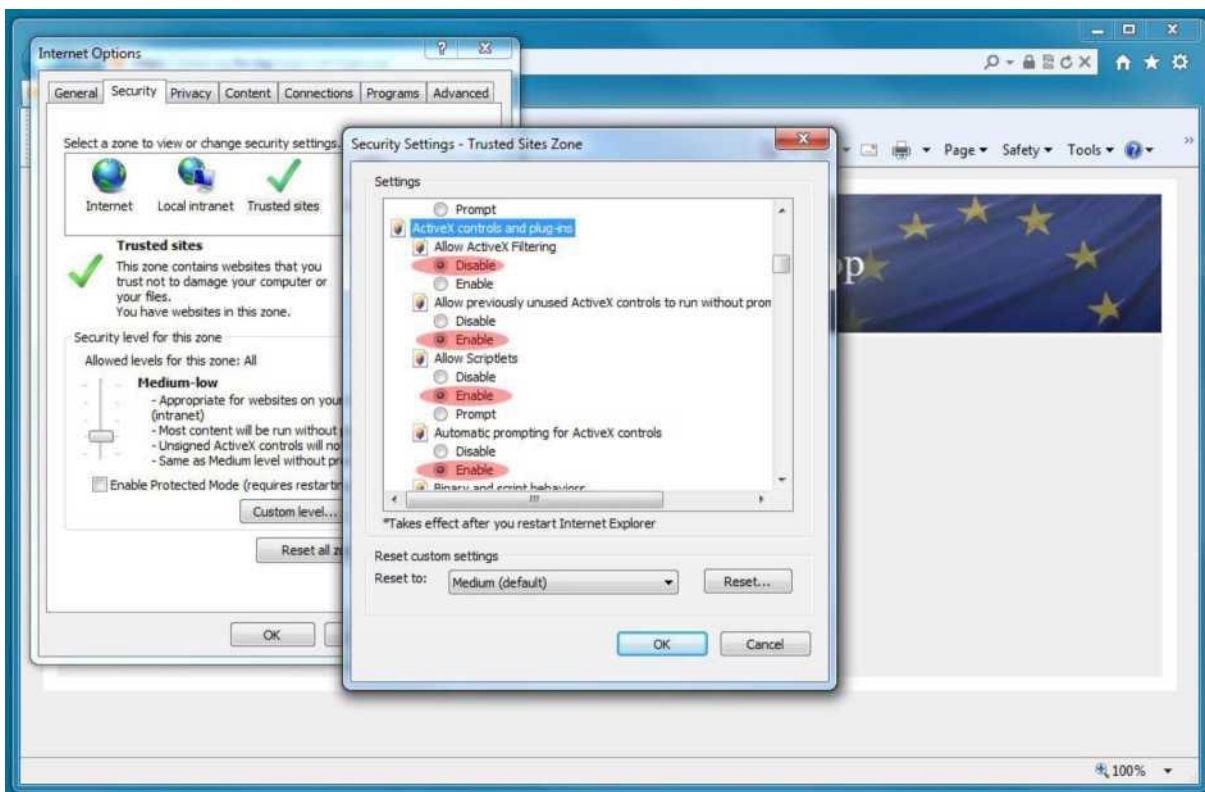 Internet Options
General Security Privacy Content Connections Programs Advanced
Select a zone to view or change security settings.
Internet Local intranet Trusted sites
Trusted sites
This zone contains websites that you
trust not to damage your computer or
your files.
You have websites in this zone.
Security level for this zone
Allowed levels for this zone: All
Medium-low
- Appropriate for websites on your
(intranet)
- Most content will be run without
- Unsigned ActiveX controls will
- Same as Medium level without
Enable Protected Mode (requires
Custom level...
Reset all
OK
Security Settings - Trusted Sites Zone
Settings
Prompt
ActiveX controls and plug-ins
Allow ActiveX Filtering
Disable
Enable
Allow previously unused ActiveX controls to run without prom
Disable
Enable
Allow Scriptlets
Disable
Enable
Prompt
Automatic prompting for ActiveX controls
Disable
Enable
Binary and script behaviors
*Takes effect after you restart Internet Explorer
Reset custom settings
Reset to: Medium (default) Reset...
OK Cancel
Page Safety Tools
p
100%